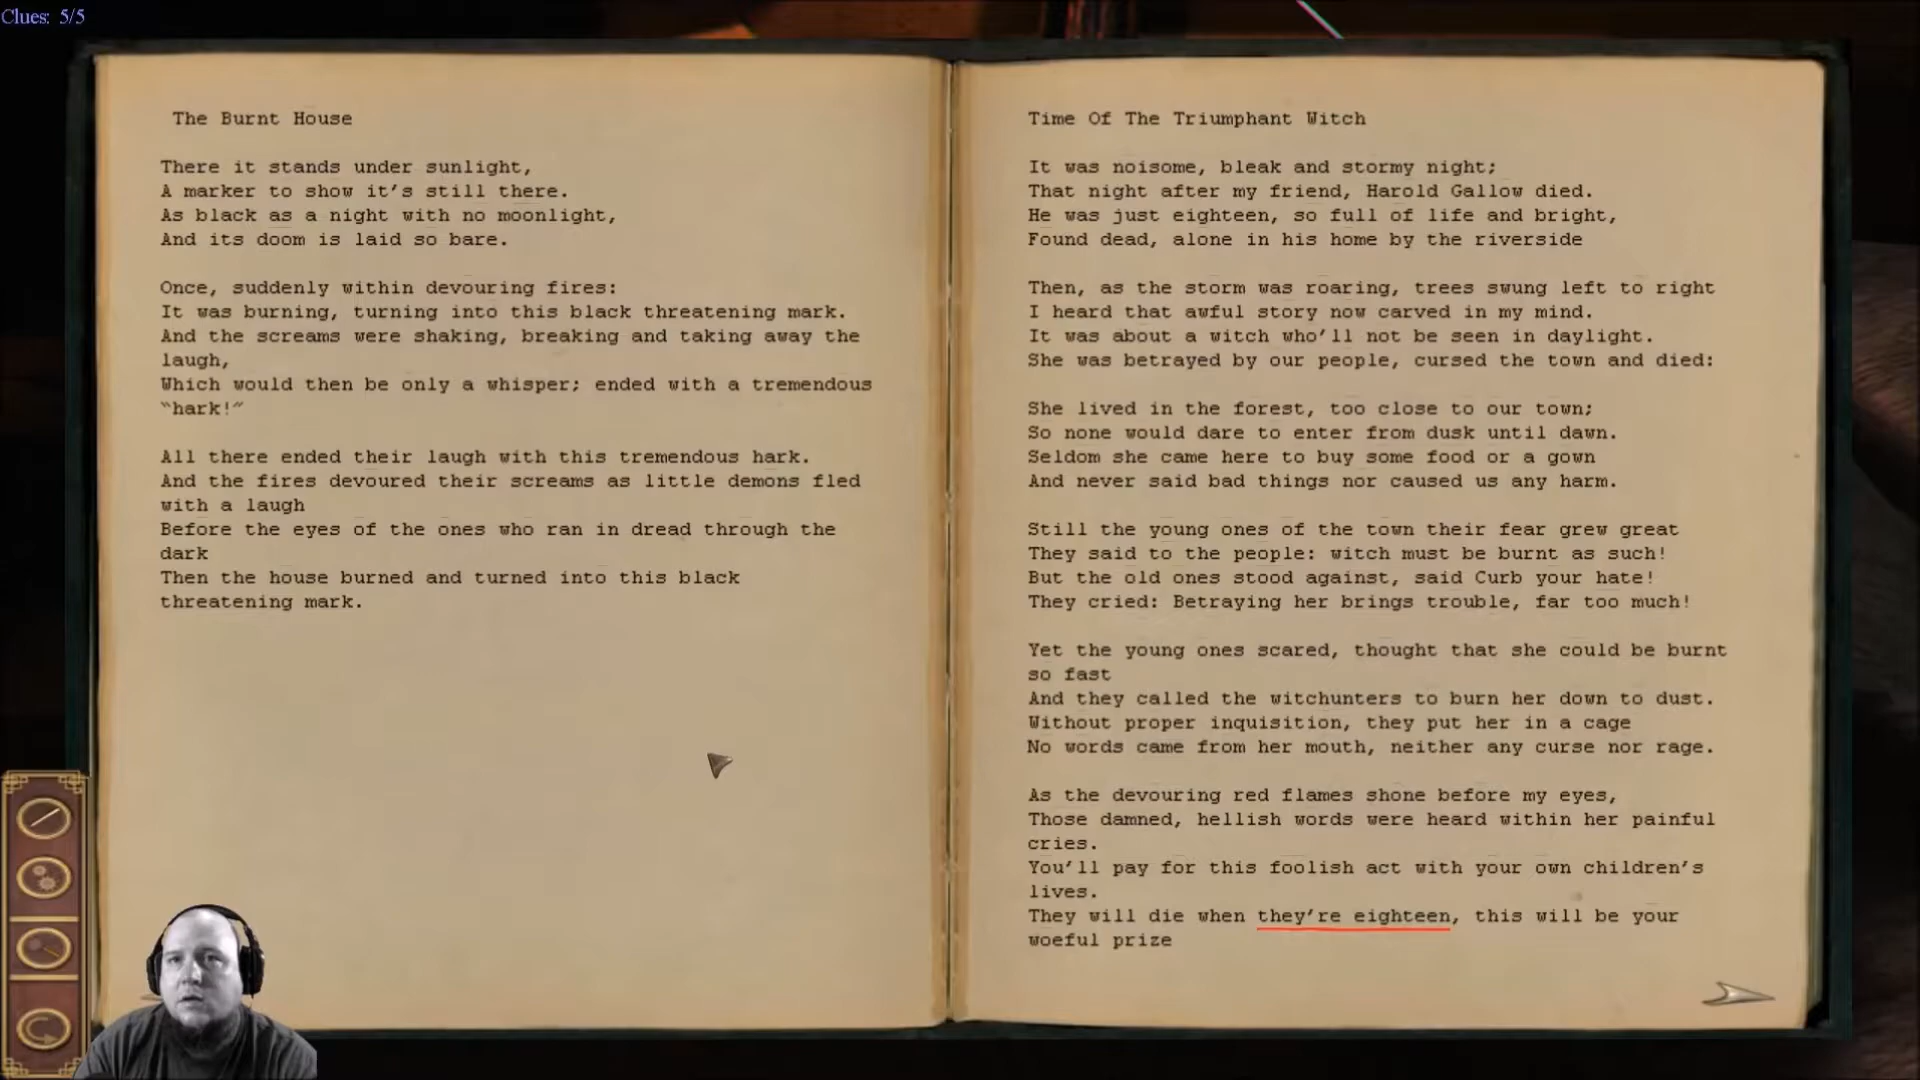 Clues: 5/5
The Burnt House
There it stands under sunlight,
A marker to show it's still there.
As black as a night with no moonlight,
And its doom is laid so bare.
Once, suddenly within devouring fires:
It was burning, turning into this black threatening mark.
And the screams were shaking, breaking and taking away the
laugh,
Which would then be only a whisper; ended with a tremendous
"hark!"
All there ended their laugh with this tremendous hark.
And the fires devoured their screams as little demons fled
with a laugh
Before the eyes of the ones who ran in dread through the
dark
Then the house burned and turned into this black
threatening mark.
Time Of The Triumphant Witch
It was noisome, bleak and stormy night;
That night after my friend, Harold Gallow died.
He was just eighteen, so full of life and bright,
Found dead, alone in his home by the riverside
Then, as the storm was roaring, trees swung left to right
I heard that awful story now carved in my mind.
It was about a witch who'll not be seen in daylight.
She was betrayed by our people, cursed the town and died:
She lived in the forest, too close to our town;
So none would dare to enter from dusk until dawn.
Seldom she came here to buy some food or a gown
And never said bad things nor caused us any harm.
Still the young ones of the town their fear grew great
They said to the people: witch must be burnt as such!
But the old ones stood against, said Curb your hate!
They cried: Betraying her brings trouble, far too much!
Yet the young ones scared, thought that she could be burnt
so fast
And they called the witchunters to burn her down to dust.
Without proper inquisition, they put her in a cage
No words came from her mouth, neither any curse nor rage.
As the devouring red flames shone before my eyes,
Those damned, hellish words were heard within her painful
cries.
You'll pay for this foolish act with your own children's
lives.
They will die when they're eighteen, this will be your
woeful prize